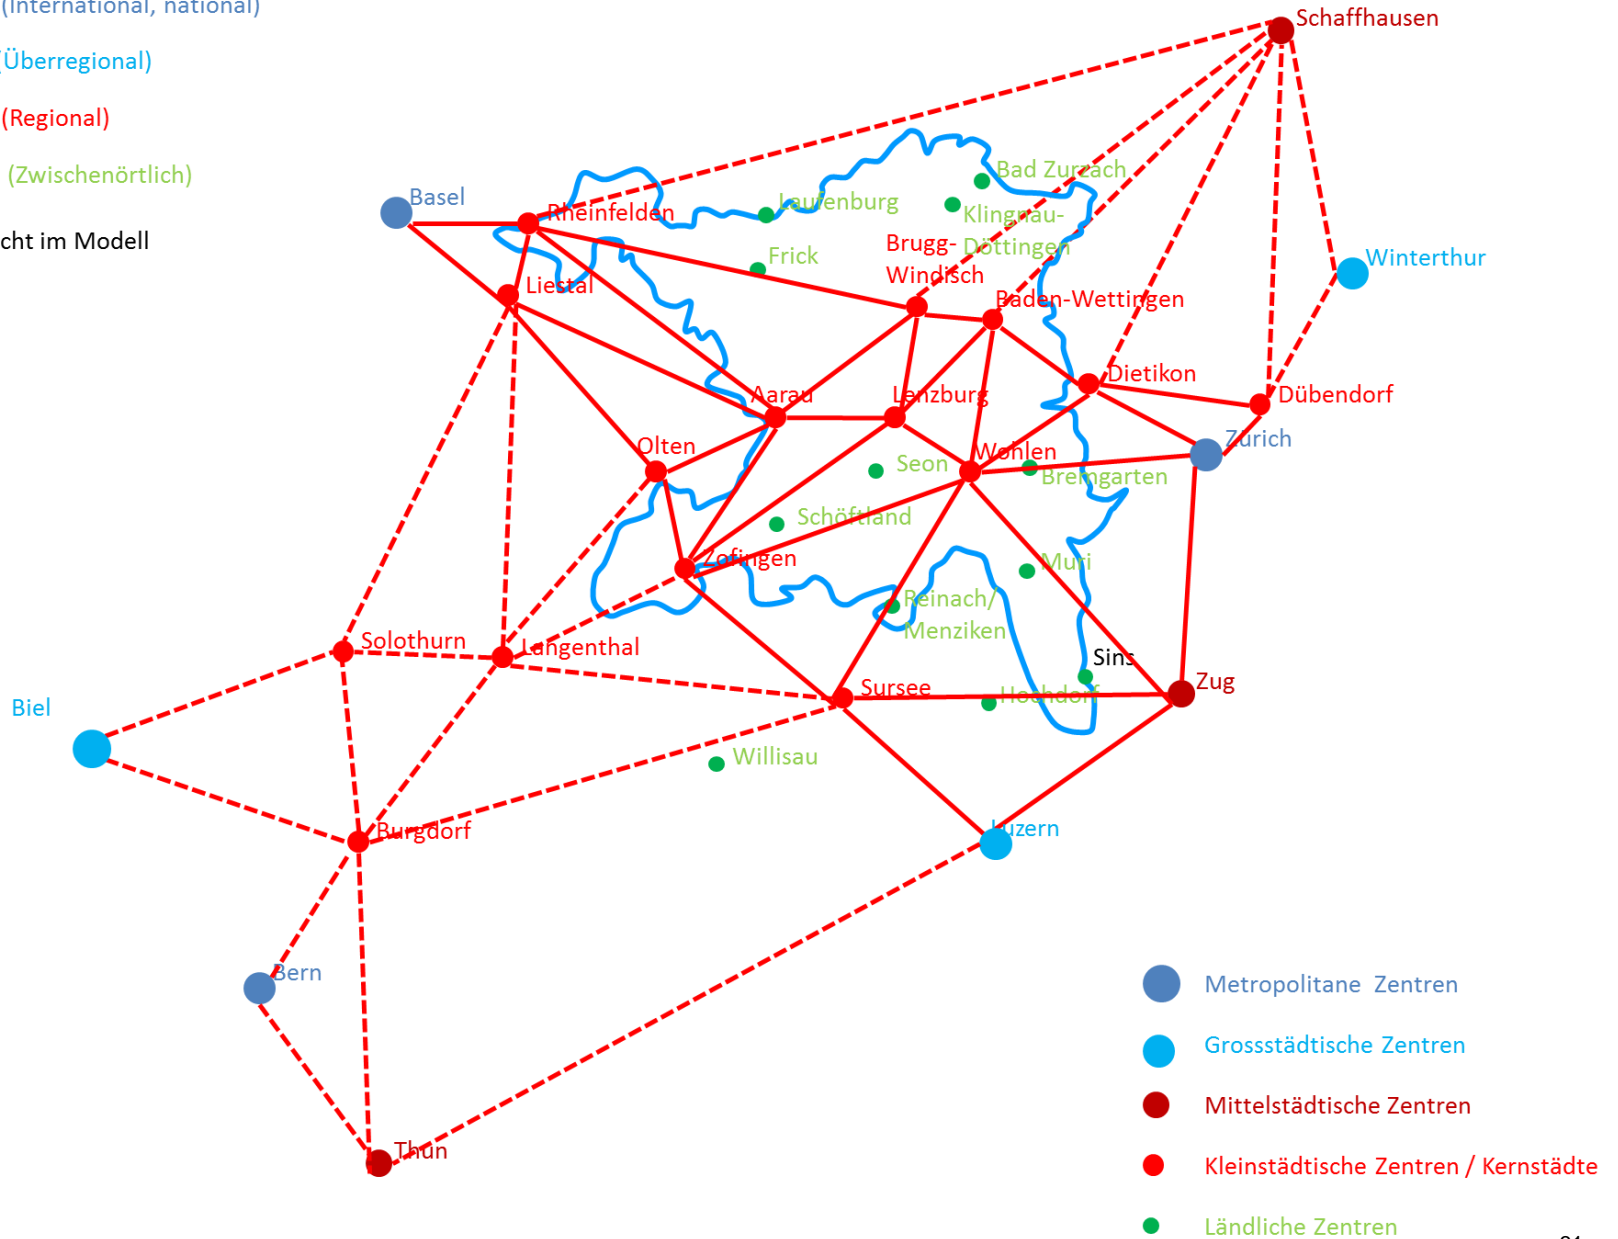 (International, national)
Schaffhausen
(Überregional)
(Regional)
Bad Zurzach
(Zwischenörtlich)
Basel
Laufenburg
Rheinfelden
Klingnau-
Döttingen
cht im Modell
Brugg-
Windisch
Frick
Winterthur
Liestal
Baden-Wettingen
Dietikon
Aarau
Lenzburg
Dübendorf
Olten
Zürich
Wohlen
Seon
Bremgarten
Schöftland
Zofingen
Muri
Reinach/
Menziken
Solothurn
Langenthal
Sins
Sursee
Zug
Hochdorf
Biel
Willisau
Burgdorf
Luzern
Bern
Metropolitane Zentren
Grossstädtische Zentren
Mittelstädtische Zentren
Thun
Kleinstädtische Zentren / Kernstädte
Ländliche Zentren